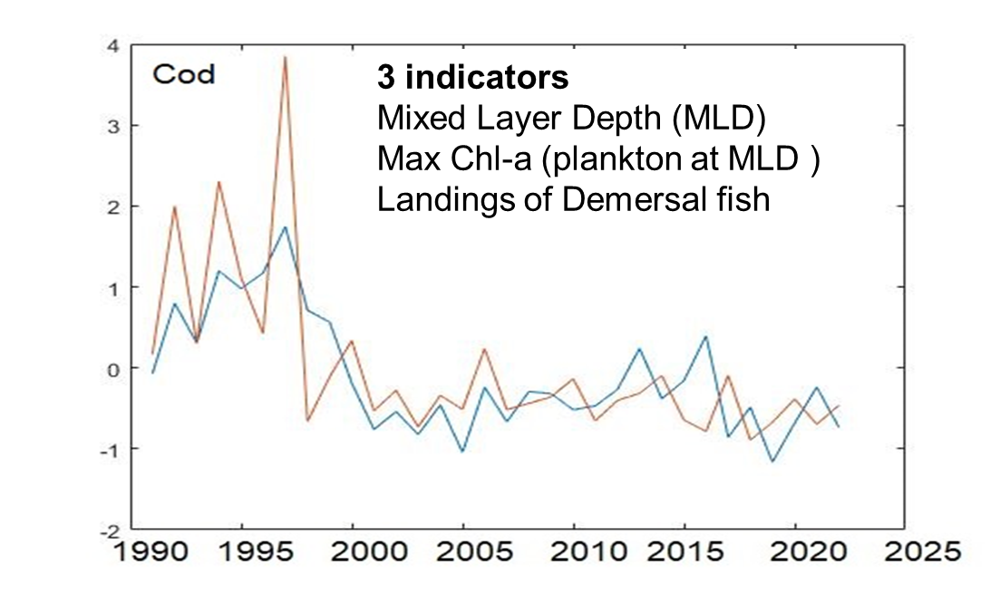 4
Cod
3 indicators
Mixed Layer Depth (MLD)
3
Max Chl-a (plankton at MLD )
Landings of Demersal fish
2
1
0
-1
-2
1990 1995 2000 2005 2010 2015 2020 2025